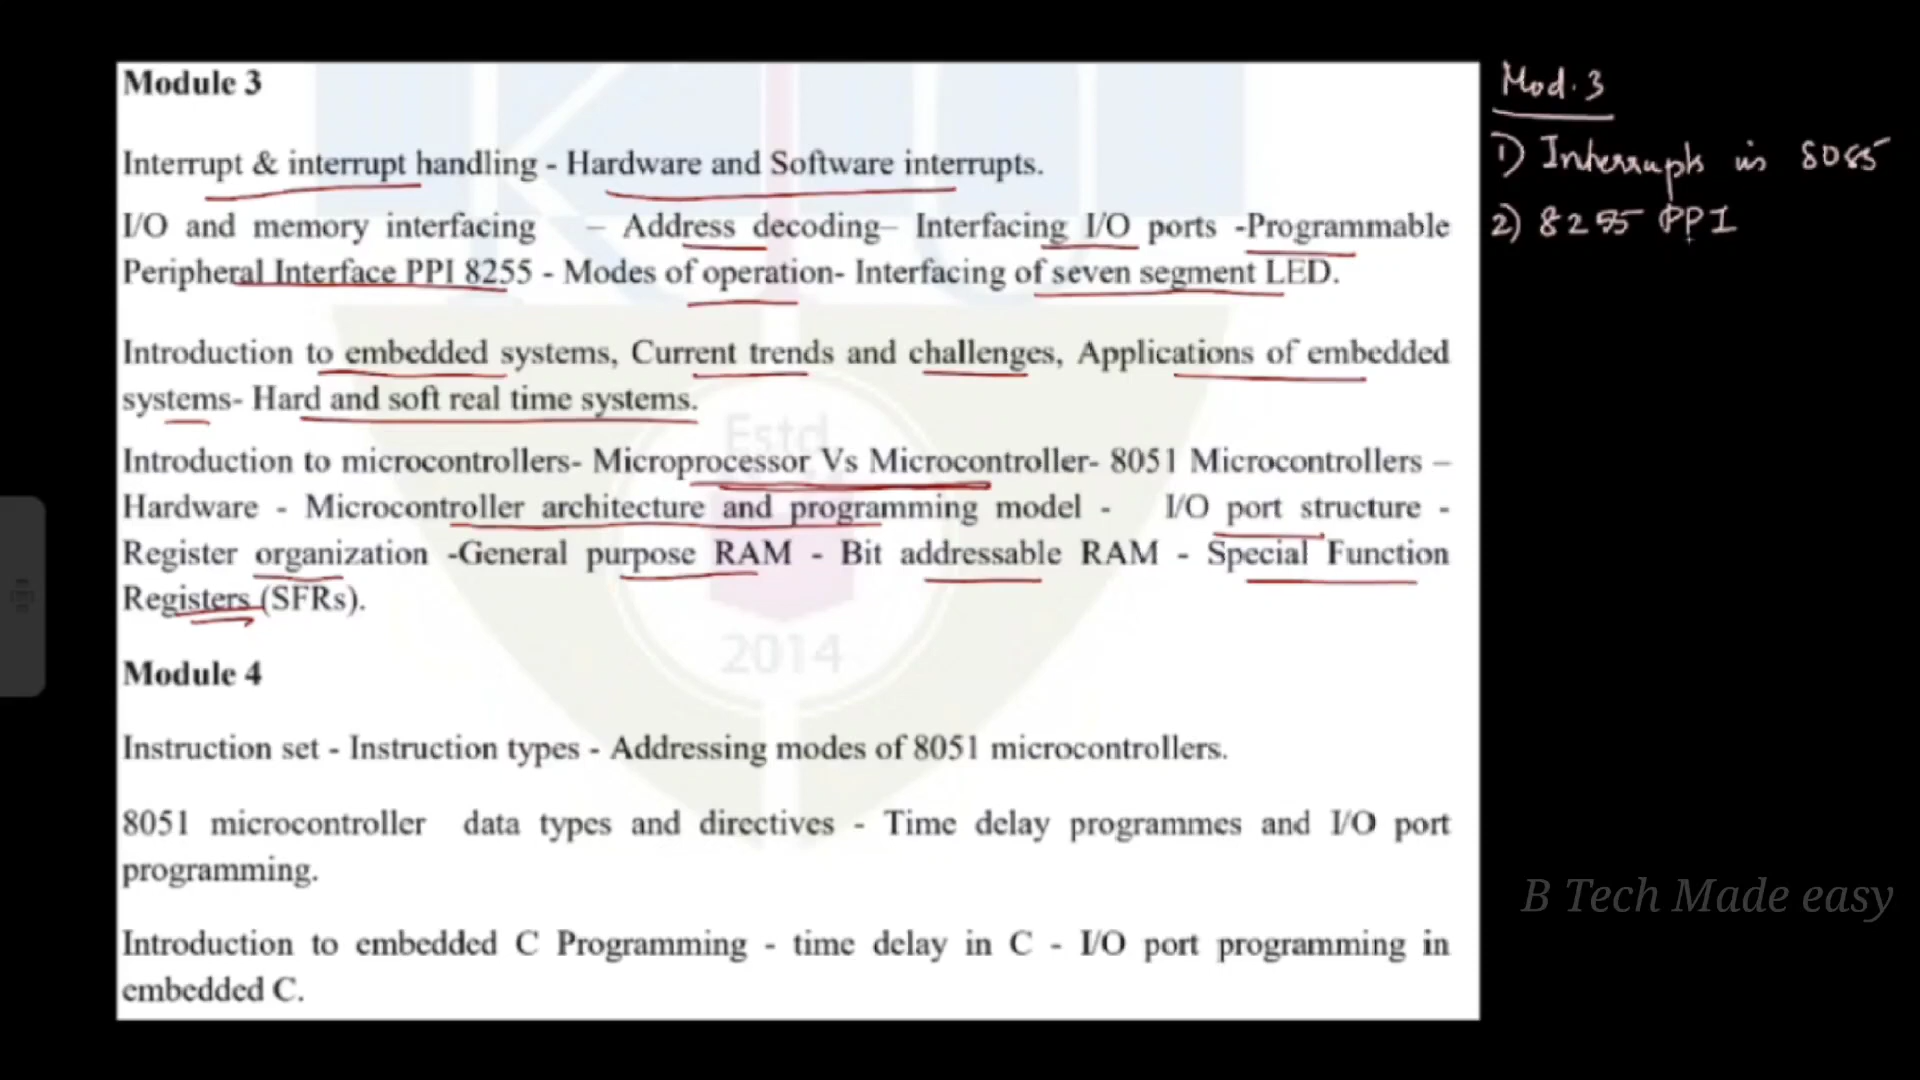 Module 3
Interrupt & interrupt handling - Hardware and Software interrupts.
I/O and memory interfacing – Address decoding– Interfacing I/O ports -Programmable
Peripheral Interface PPI 8255 - Modes of operation- Interfacing of seven segment LED.
Introduction to embedded systems, Current trends and challenges, Applications of embedded
systems- Hard and soft real time systems.
Introduction to microcontrollers- Microprocessor Vs Microcontroller- 8051 Microcontrollers –
Hardware - Microcontroller architecture and programming model - I/O port structure -
Register organization -General purpose RAM - Bit addressable RAM - Special Function
Registers (SFRs).
Estd.
2014
Module 4
Instruction set - Instruction types - Addressing modes of 8051 microcontrollers.
8051 microcontroller data types and directives - Time delay programmes and I/O port
programming.
Introduction to embedded C Programming - time delay in C - I/O port programming in
embedded C.
Mod. 3
1) Interrupts in 8085
2) 8255 PPI
B Tech Made easy